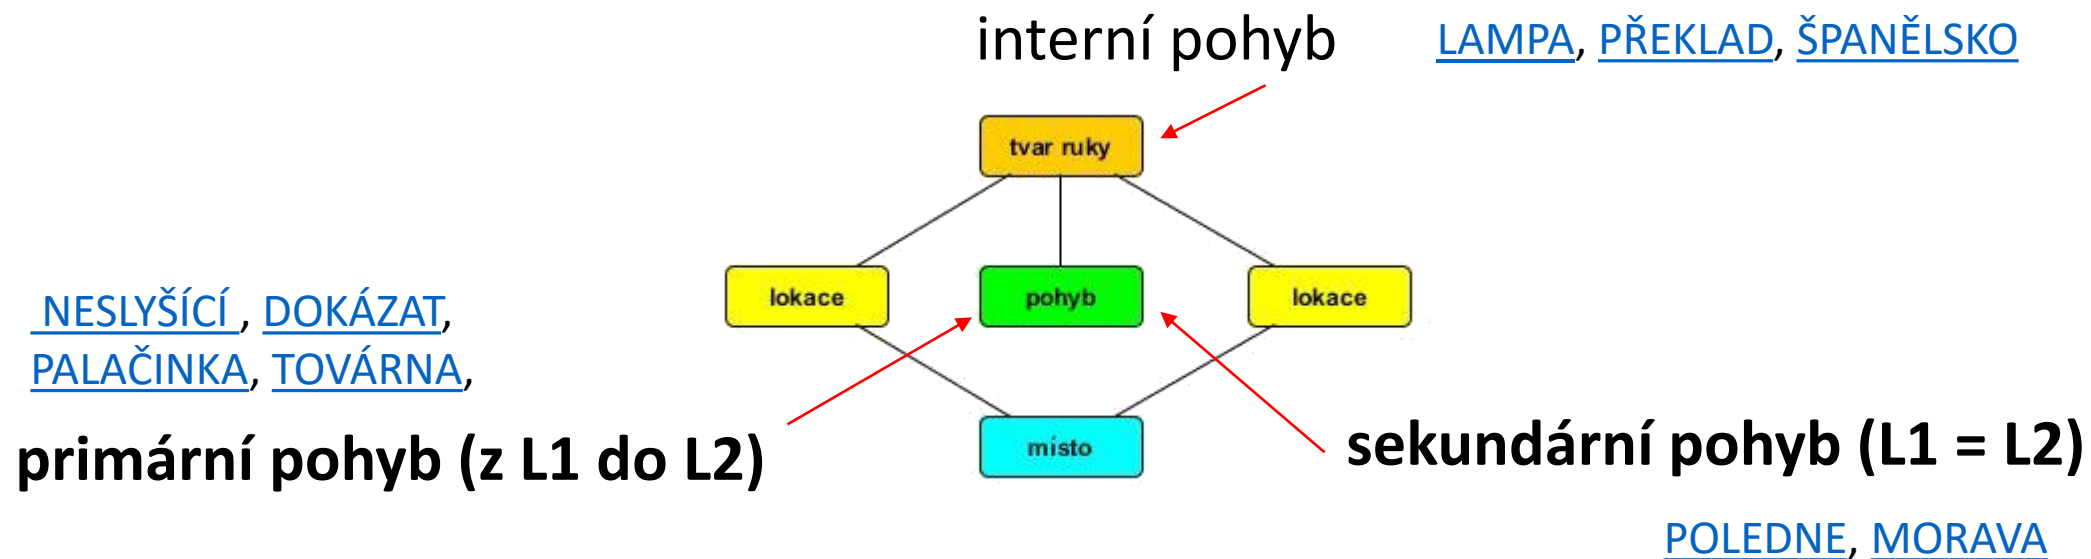 interní pohyb
LAMPA, PŘEKLAD, ŠPANĚLSKO
tvar ruky
lokace
pohyb
lokace
NESLYŠÍCÍ , DOKÁZAT,
PALAČINKA, TOVÁRNA,
místo
primární pohyb (z L1 do L2)
sekundární pohyb (L1 = L2)
POLEDNE, MORAVA